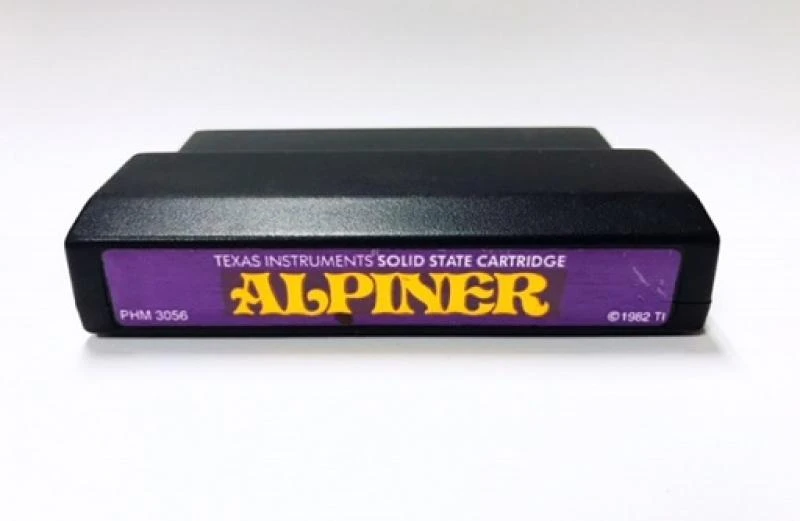 TEXAS INSTRUMENTS SOLID STATE CARTRIDGE
ALPINER
PHM 3056
©1982 TI